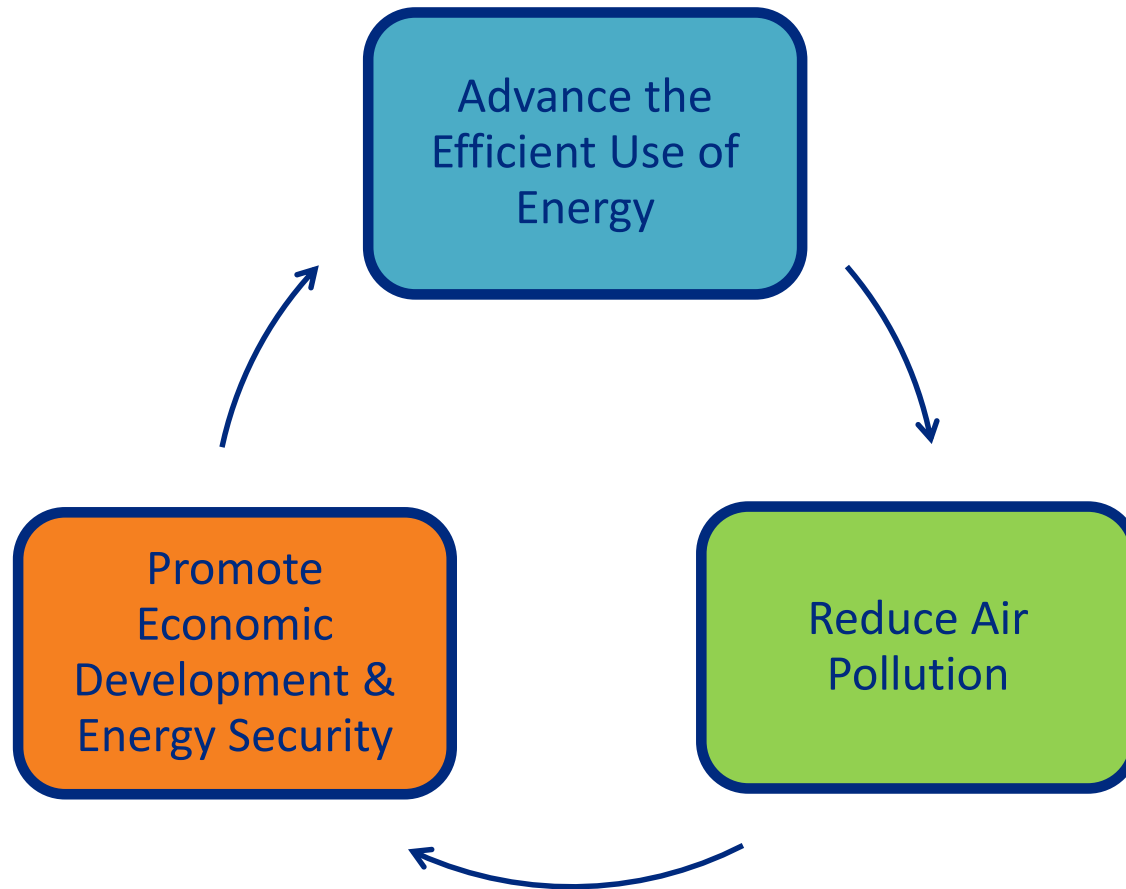 Advance the
Efficient Use of
Energy
Reduce Air
Pollution
Promote
Economic
Development &
Energy Security